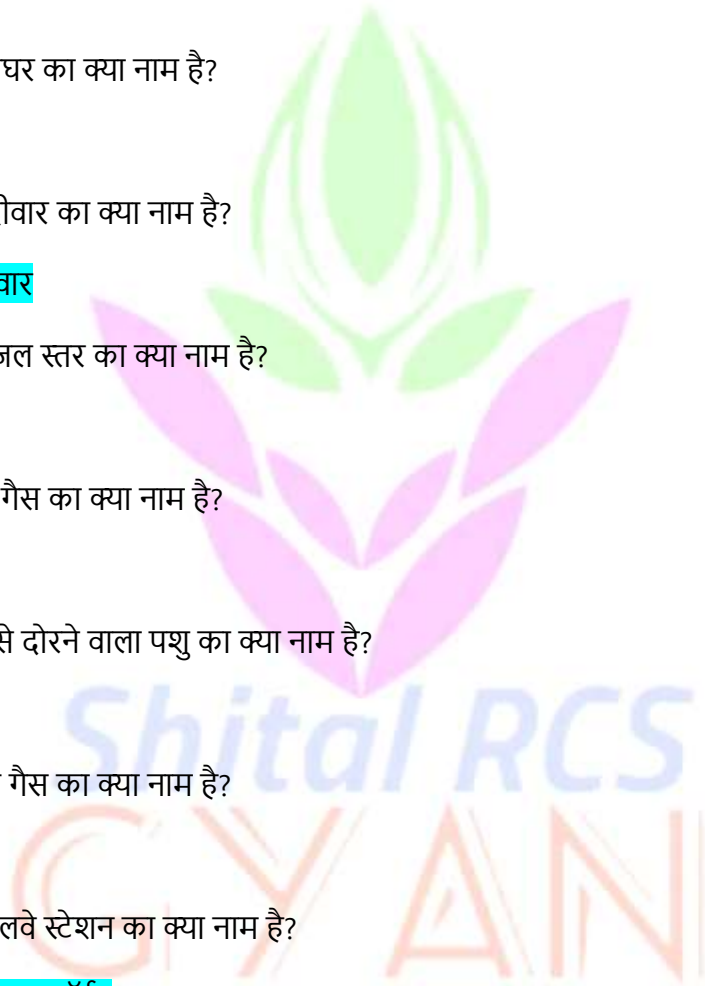 घर का क्या नाम है?
दीवार का क्या नाम है?
वार
जल स्तर का क्या नाम है?
गैस का क्या नाम है?
से दोरने वाला पशु का क्या नाम है?
गैस का क्या नाम है?
लवे स्टेशन का क्या नाम है?
Shital RCS
GYAN